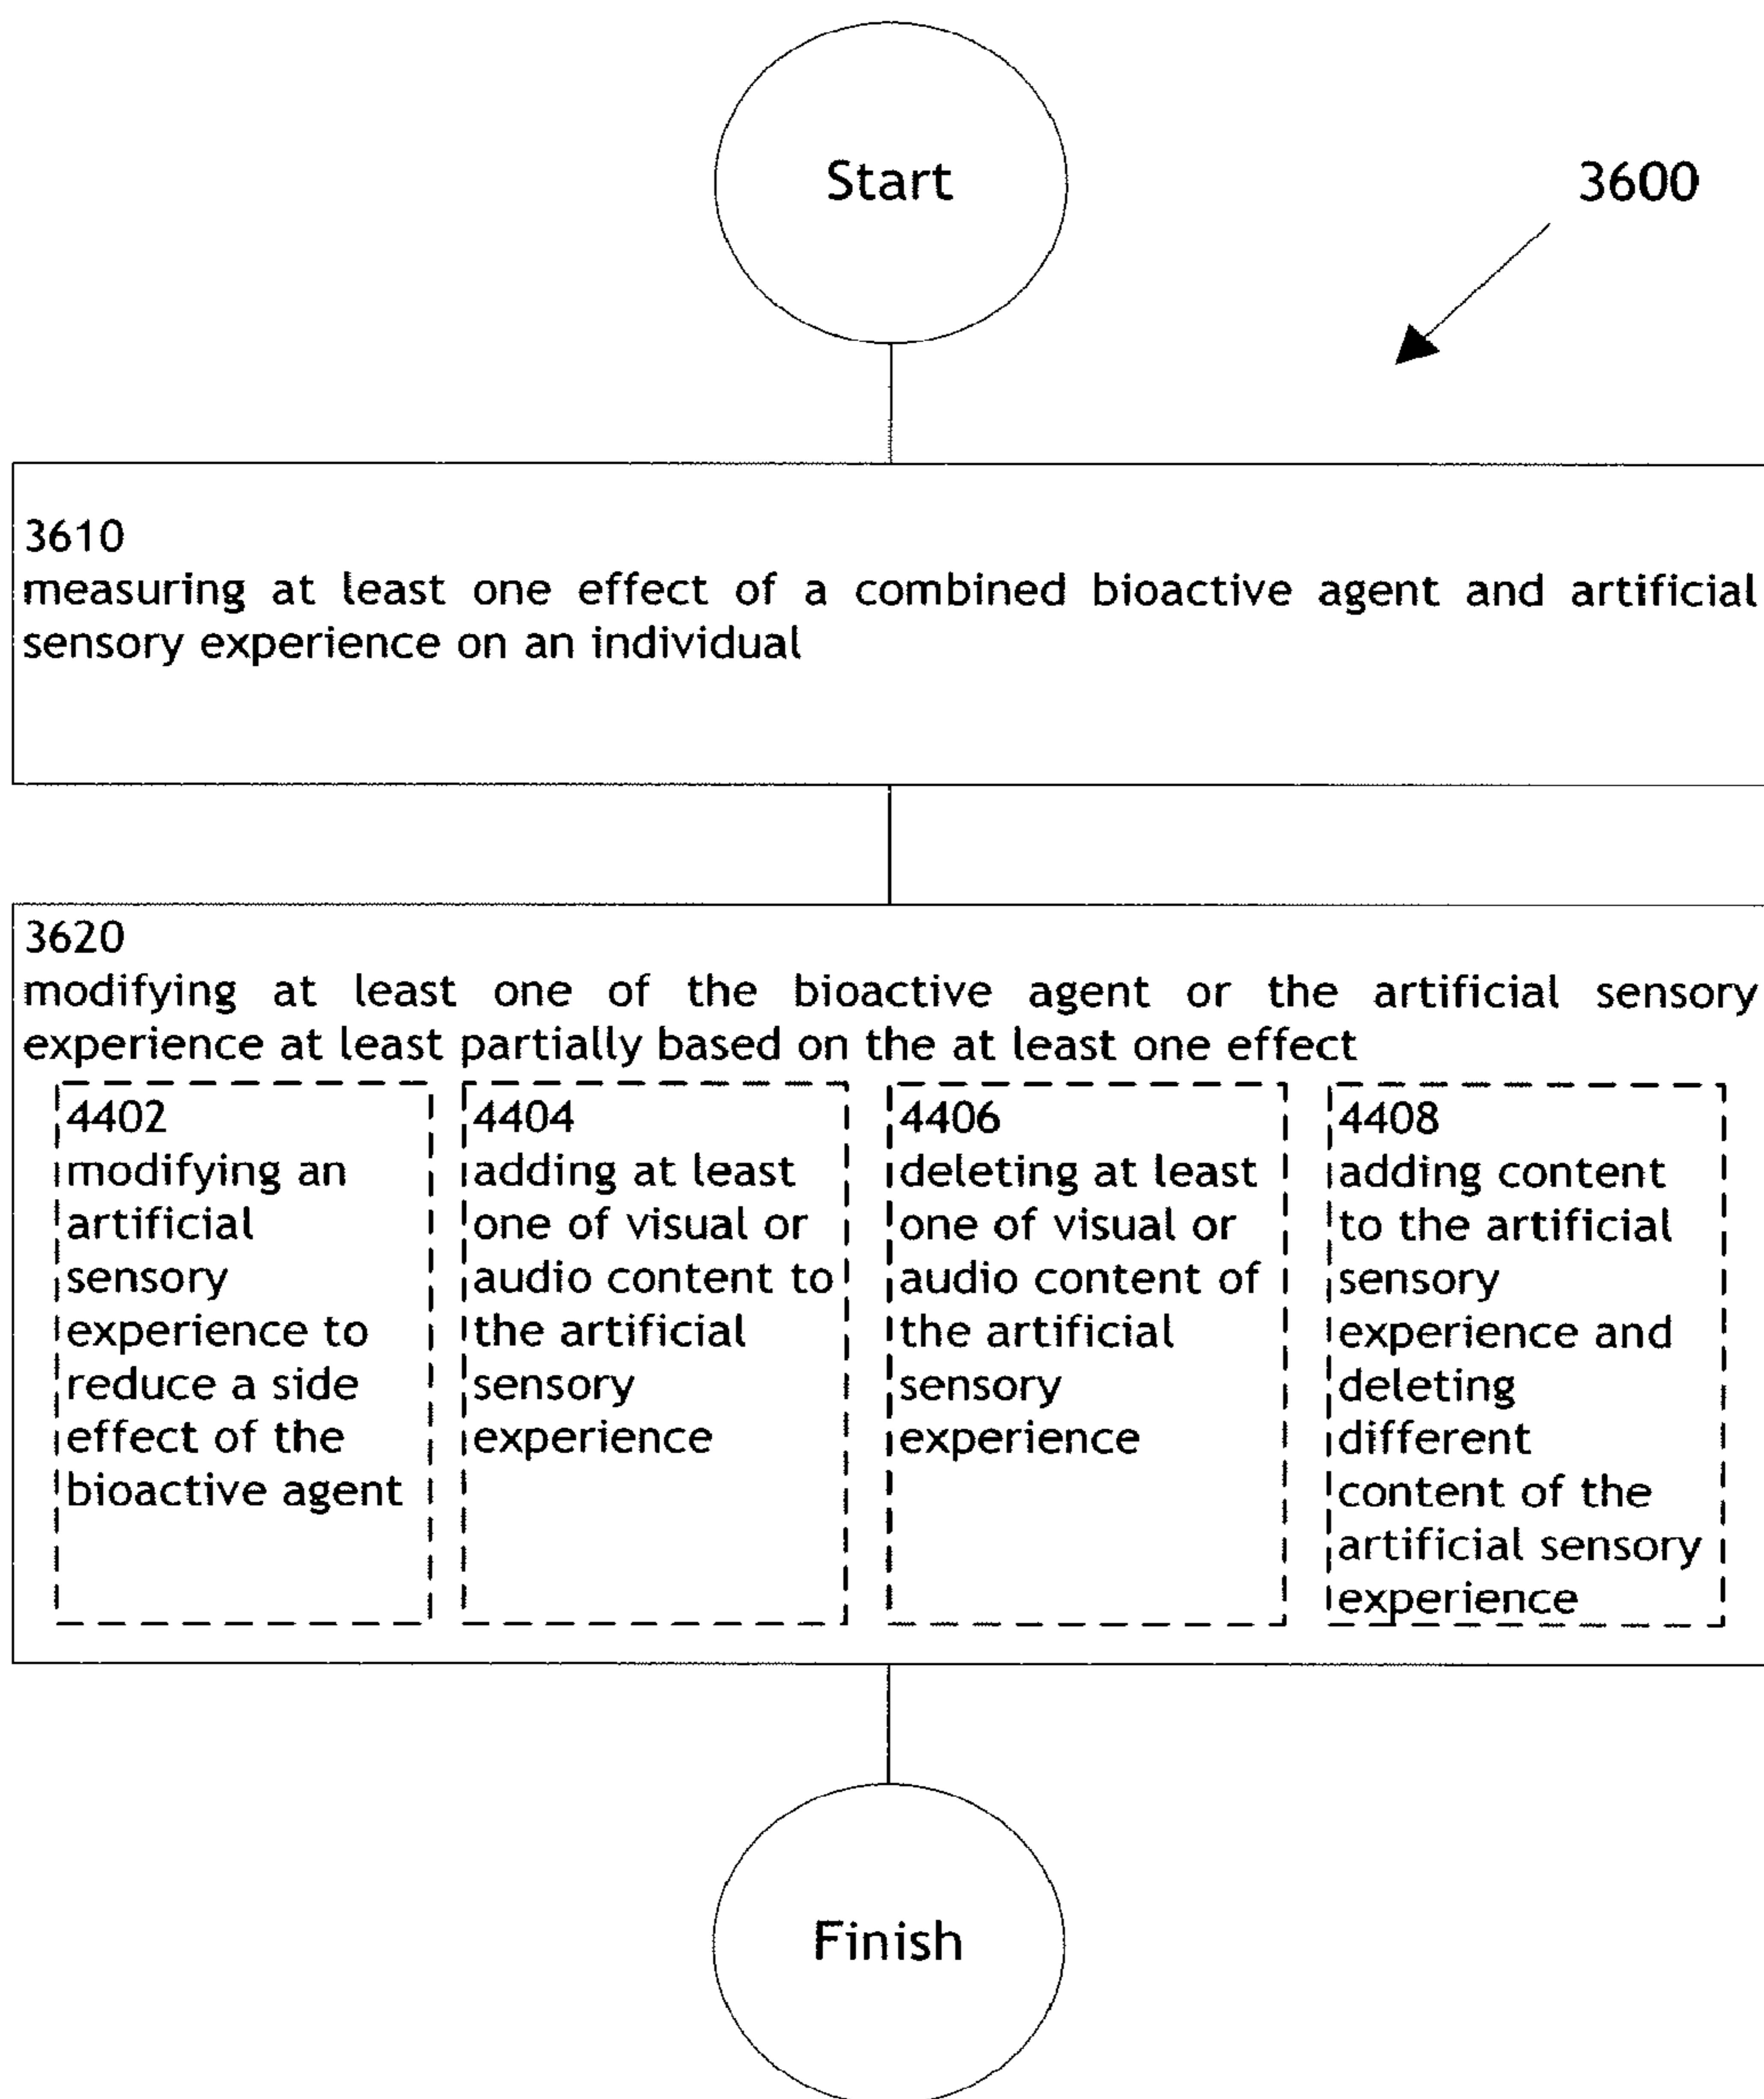 Start
3600
3610
measuring at least one effect of a combined bioactive agent and artificial
sensory experience on an individual
3620
modifying at least one of the bioactive agent or the artificial sensory
experience at least partially based on the at least one effect
4402
modifying an
artificial
sensory
experience to
reduce a side
effect of the
bioactive agent
4404
adding at least
one of visual or
audio content to
the artificial
sensory
experience
4406
deleting at least
one of visual or
audio content of
the artificial
sensory
experience
4408
adding content
to the artificial
sensory
experience and
deleting
different
content of the
artificial sensory
experience
Finish